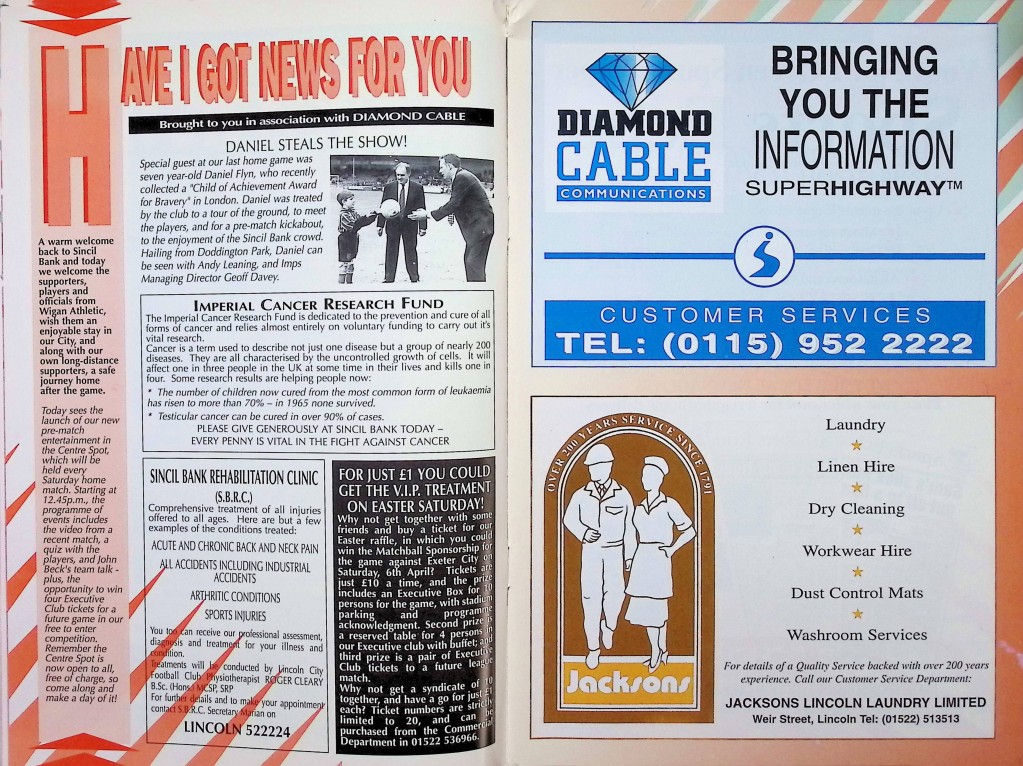 HAVE I GOT NEWS FOR YOU
Brought to you in association with DIAMOND CABLE
A warm welcome
back to Sincil
Bank and today
we welcome the
supporters,
players and
officials from
Wigan Athletic,
wish them an
enjoyable stay in
our City, and
along with our
own long-distance
supporters, a safe
journey home
after the game.
Today sees the
launch of our new
pre-match
entertainment in
the Centre Spot,
which will be
held every
Saturday home
match. Starting at
12.45p.m., the
programme of
events includes
the video from a
recent match, a
quiz with the
players, and John
Beck's team talk -
plus, the
opportunity to win
four Executive
Club tickets for a
future game in our
free to enter
competition,
Remember the
Centre Spot is
now open to all,
free of charge, so
come along and
make a day of it!
DANIEL STEALS THE SHOW!
Special guest at our last home game was
seven year-old Daniel Flyn, who recently
collected a "Child of Achievement Award
for Bravery" in London. Daniel was treated
by the club to a tour of the ground, to meet
the players, and for a pre-match kickabout,
to the enjoyment of the Sincil Bank crowd.
Hailing from Doddington Park, Daniel can
be seen with Andy Leaning, and Imps
Managing Director Geoff Davey.
IMPERIAL CANCER RESEARCH FUND
The Imperial Cancer Research Fund is dedicated to the prevention and cure of all
forms of cancer and relies almost entirely on voluntary funding to carry out it's
vital research.
Cancer is a term used to describe not just one disease but a group of nearly 200
diseases. They are all characterised by the uncontrolled growth of cells. It will
affect one in three people in the UK at some time in their lives and kills one in
four. Some research results are helping people now:
* The number of children now cured from the most common form of leukaemia
has risen to more than 70% – in 1965 none survived.
* Testicular cancer can be cured in over 90% of cases.
PLEASE GIVE GENEROUSLY AT SINCIL BANK TODAY –
EVERY PENNY IS VITAL IN THE FIGHT AGAINST CANCER
SINCIL BANK REHABILITATION CLINIC
(S.B.R.C.)
Comprehensive treatment of all injuries
offered to all ages. Here are but a few
examples of the conditions treated:
ACUTE AND CHRONIC BACK AND NECK PAIN
ALL ACCIDENTS INCLUDING INDUSTRIAL
ACCIDENTS
ARTHRITIC CONDITIONS
SPORTS INJURIES
You too can receive our professional assessment,
diagnosis and treatment for your illness and
condition.
Treatments will be conducted by Lincoln City
Football Club Physiotherapist ROGER CLEARY
B.Sc. (Hons) MCSP, SRP
For further details and to make your appointment
contact S.B.R.C. Secretary Marian on
LINCOLN 522224
FOR JUST £1 YOU COULD
GET THE V.I.P. TREATMENT
ON EASTER SATURDAY!
Why not get together with some
friends and buy a ticket for our
Easter raffle, in which you could
win the Matchball Sponsorship for
the game against Exeter City on
Saturday, 6th April? Tickets are
just £10 a time, and the prize
includes an Executive Box for 10
persons for the game, with stadium
parking and programme
acknowledgment. Second prize is
a reserved table for 4 persons in
our Executive club with buffet; and
third prize is a pair of Executive
Club tickets to a future league
match.
Why not get a syndicate of 10
together, and have a go for just £1
each? Ticket numbers are strictly
limited to 20, and can be
purchased from the Commercial
Department in 01522 536966.
DIAMOND
CABLE
COMMUNICATIONS
BRINGING
YOU THE
INFORMATION
SUPERHIGHWAY™
CUSTOMER SERVICES
TEL: (0115) 952 2222
OVER 200 YEARS SERVICE SINCE 1791
Jacksons
Laundry
Linen Hire
Dry Cleaning
Workwear Hire
Dust Control Mats
Washroom Services
For details of a Quality Service backed with over 200 years
experience. Call our Customer Service Department:
JACKSONS LINCOLN LAUNDRY LIMITED
Weir Street, Lincoln Tel: (01522) 513513